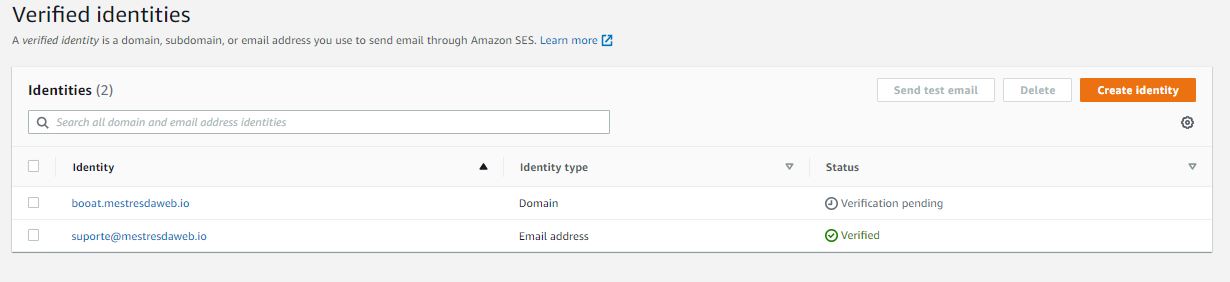 Verified identities
A verified identity is a domain, subdomain, or email address you use to send email through Amazon SES. Learn more
Identities (2)
Send test email
Delete
Create identity
Search all domain and email address identities
Identity
Identity type
Status
booat.mestresdaweb.io
Domain
Verification pending
suporte@mestresdaweb.io
Email address
Verified